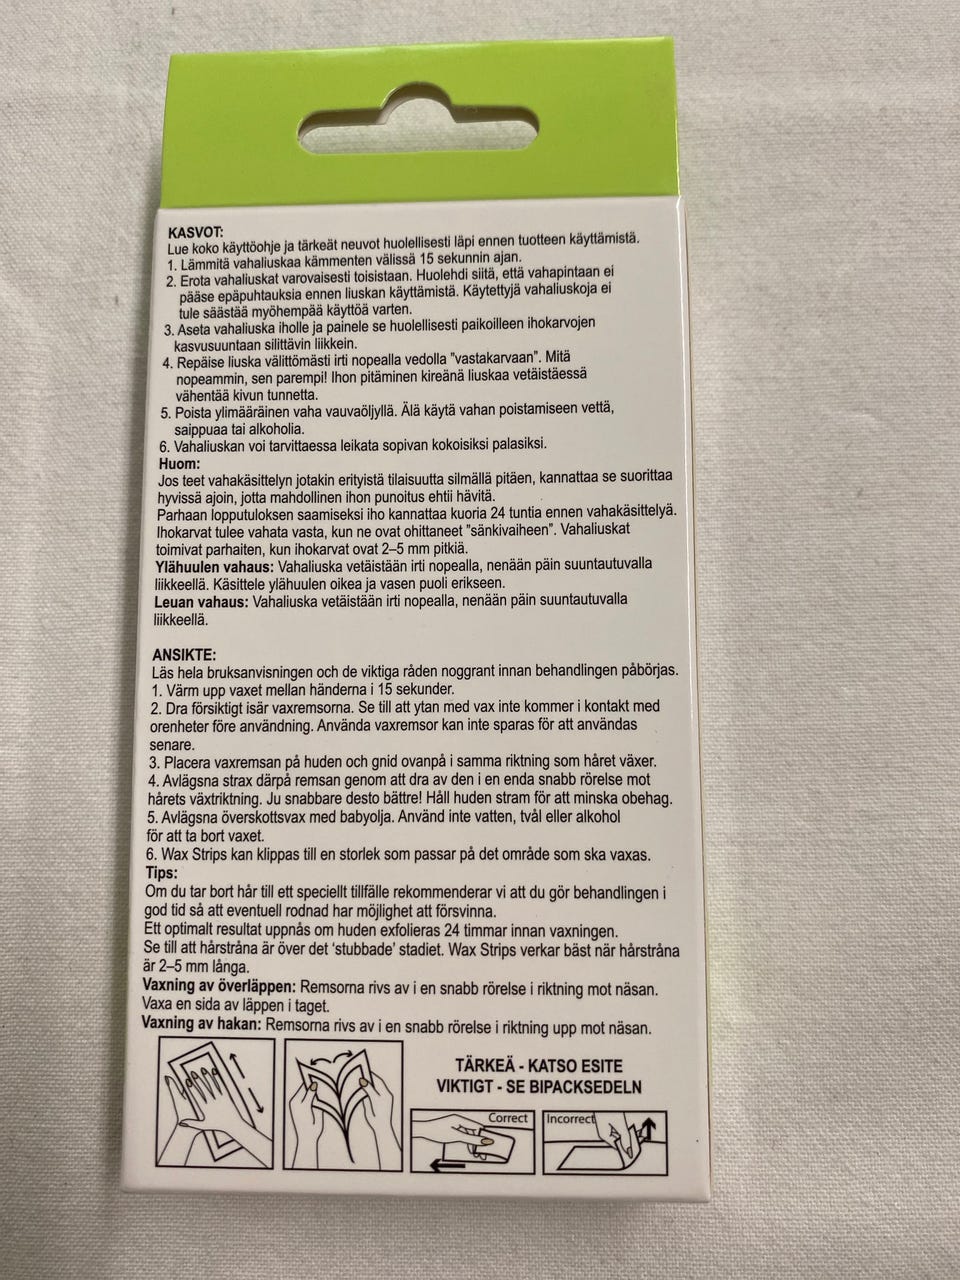 KASVOT:
Lue koko käyttöohje ja tärkeät neuvot huolellisesti läpi ennen tuotteen käyttämistä.
1. Lämmitä vahaliuskaa kämmenten välissä 15 sekunnin ajan.
2. Erota vahaliuskat varovaisesti toisistaan. Huolehdi siitä, että vahapintaan ei
pääse epäpuhtauksia ennen liuskan käyttämistä. Käytettyjä vahaliuskoja ei
tule säästää myöhempää käyttöä varten.
3. Aseta vahaliuska iholle ja painele se huolellisesti paikoilleen ihokarvojen
kasvusuuntaan silittävin liikkein.
4. Repäise liuska välittömästi irti nopealla vedolla "vastakarvaan". Mitä
nopeammin, sen parempi! Ihon pitäminen kireänä liuskaa vetäistäessä
vähentää kivun tunnetta.
5. Poista ylimääräinen vaha vauvaöljyllä. Älä käytä vahan poistamiseen vettä,
saippuaa tai alkoholia.
6. Vahaliuskan voi tarvittaessa leikata sopivan kokoisiksi palasiksi.
Huom:
Jos teet vahakäsittelyn jotakin erityistä tilaisuutta silmällä pitäen, kannattaa se suorittaa
hyvissä ajoin, jotta mahdollinen ihon punoitus ehtii hävitä.
Parhaan lopputuloksen saamiseksi iho kannattaa kuoria 24 tuntia ennen vahakäsittelyä.
Ihokarvat tulee vahata vasta, kun ne ovat ohittaneet "sänkivaiheen". Vahaliuskat
toimivat parhaiten, kun ihokarvat ovat 2–5 mm pitkiä.
Ylähuulen vahaus: Vahaliuska vetäistään irti nopealla, nenään päin suuntautuvalla
liikkeellä. Käsittele ylähuulen oikea ja vasen puoli erikseen.
Leuan vahaus: Vahaliuska vetäistään irti nopealla, nenään päin suuntautuvalla
liikkeellä.
ANSIKTE:
Läs hela bruksanvisningen och de viktiga råden noggrant innan behandlingen påbörjas.
1. Värm upp vaxet mellan händerna i 15 sekunder.
2. Dra försiktigt isär vaxremsorna. Se till att ytan med vax inte kommer i kontakt med
orenheter före användning. Använda vaxremsor kan inte sparas för att användas
senare.
3. Placera vaxremsan på huden och gnid ovanpå i samma riktning som håret växer.
4. Avlägsna strax därpå remsan genom att dra av den i en enda snabb rörelse mot
hårets växtriktning. Ju snabbare desto bättre! Håll huden stram för att minska obehag.
5. Avlägsna överskottsvax med babyolja. Använd inte vatten, tvål eller alkohol
för att ta bort vaxet.
6. Wax Strips kan klippas till en storlek som passar på det område som ska vaxas.
Tips:
Om du tar bort hår till ett speciellt tillfälle rekommenderar vi att du gör behandlingen i
god tid så att eventuell rodnad har möjlighet att försvinna.
Ett optimalt resultat uppnås om huden exfolieras 24 timmar innan vaxningen.
Se till att hårstråna är över det 'stubbade' stadiet. Wax Strips verkar bäst när hårstråna
är 2–5 mm långa.
Vaxning av överläppen: Remsorna rivs av i en snabb rörelse i riktning mot näsan.
Vaxa en sida av läppen i taget.
Vaxning av hakan: Remsorna rivs av i en snabb rörelse i riktning upp mot näsan.
TÄRKEÄ - KATSO ESITE
VIKTIGT - SE BIPACKSEDELN
Correct
Incorrect